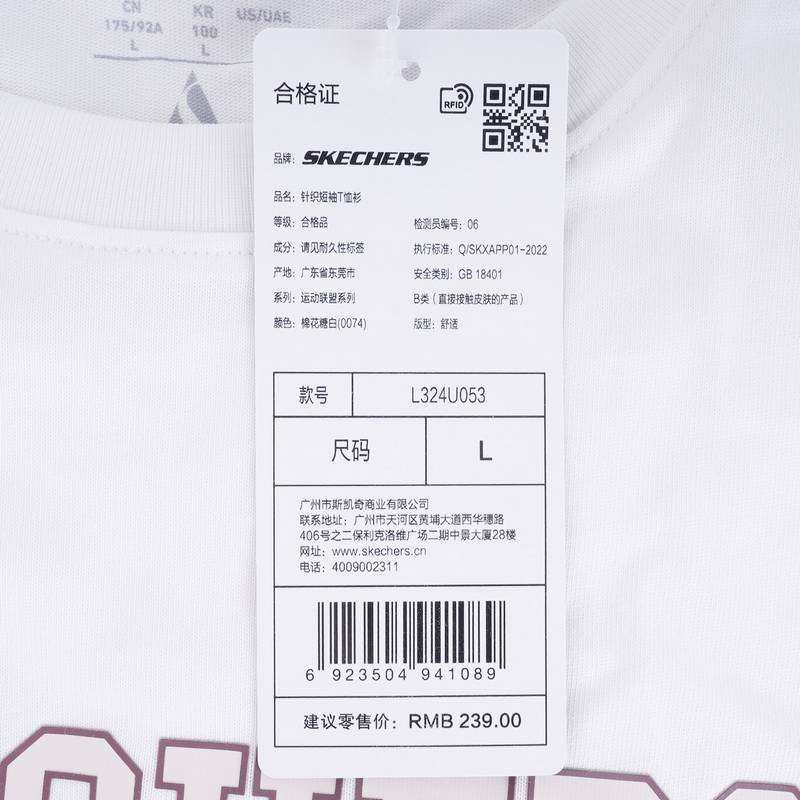 CN KR US/UAE
175/92A 100
L L
合格证
RFID
品牌: SKECHERS
品名: 针织短袖T恤衫
等级: 合格品 检测员编号: 06
成分: 请见耐久性标签 执行标准: Q/SKXAPP01-2022
产地: 广东省东莞市 安全类别: GB 18401
系列: 运动联盟系列 B类（直接接触皮肤的产品）
颜色: 棉花糖白(0074) 版型: 舒适
款号 L324U053
尺码 L
广州市斯凯奇商业有限公司
联系地址: 广州市天河区黄埔大道西华穗路
406号之二保利克洛维广场二期中景大厦28楼
网址: www.skechers.cn
电话: 4009002311
6 923504 941089
建议零售价: RMB 239.00